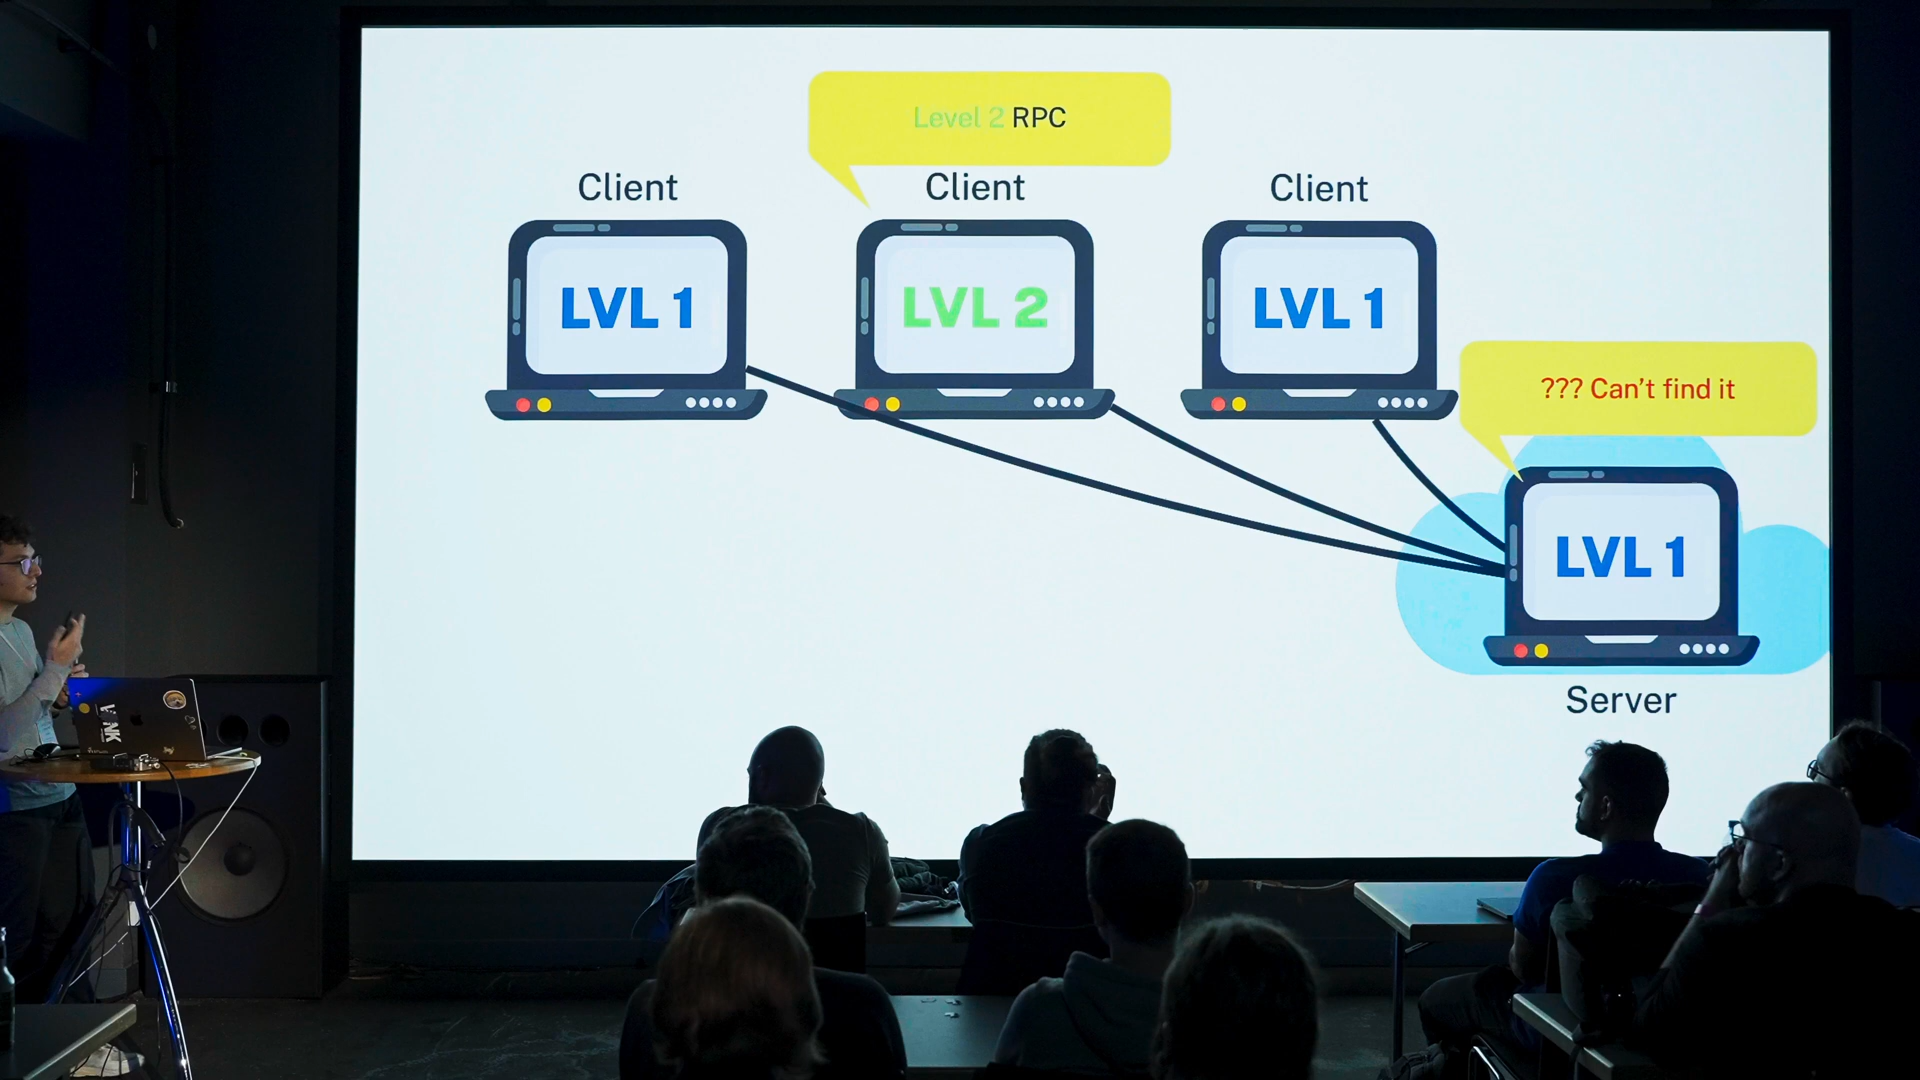 Level 2 RPC
Client
Client
Client
LVL 1
LVL 2
LVL 1
??? Can't find it
LVL 1
Server